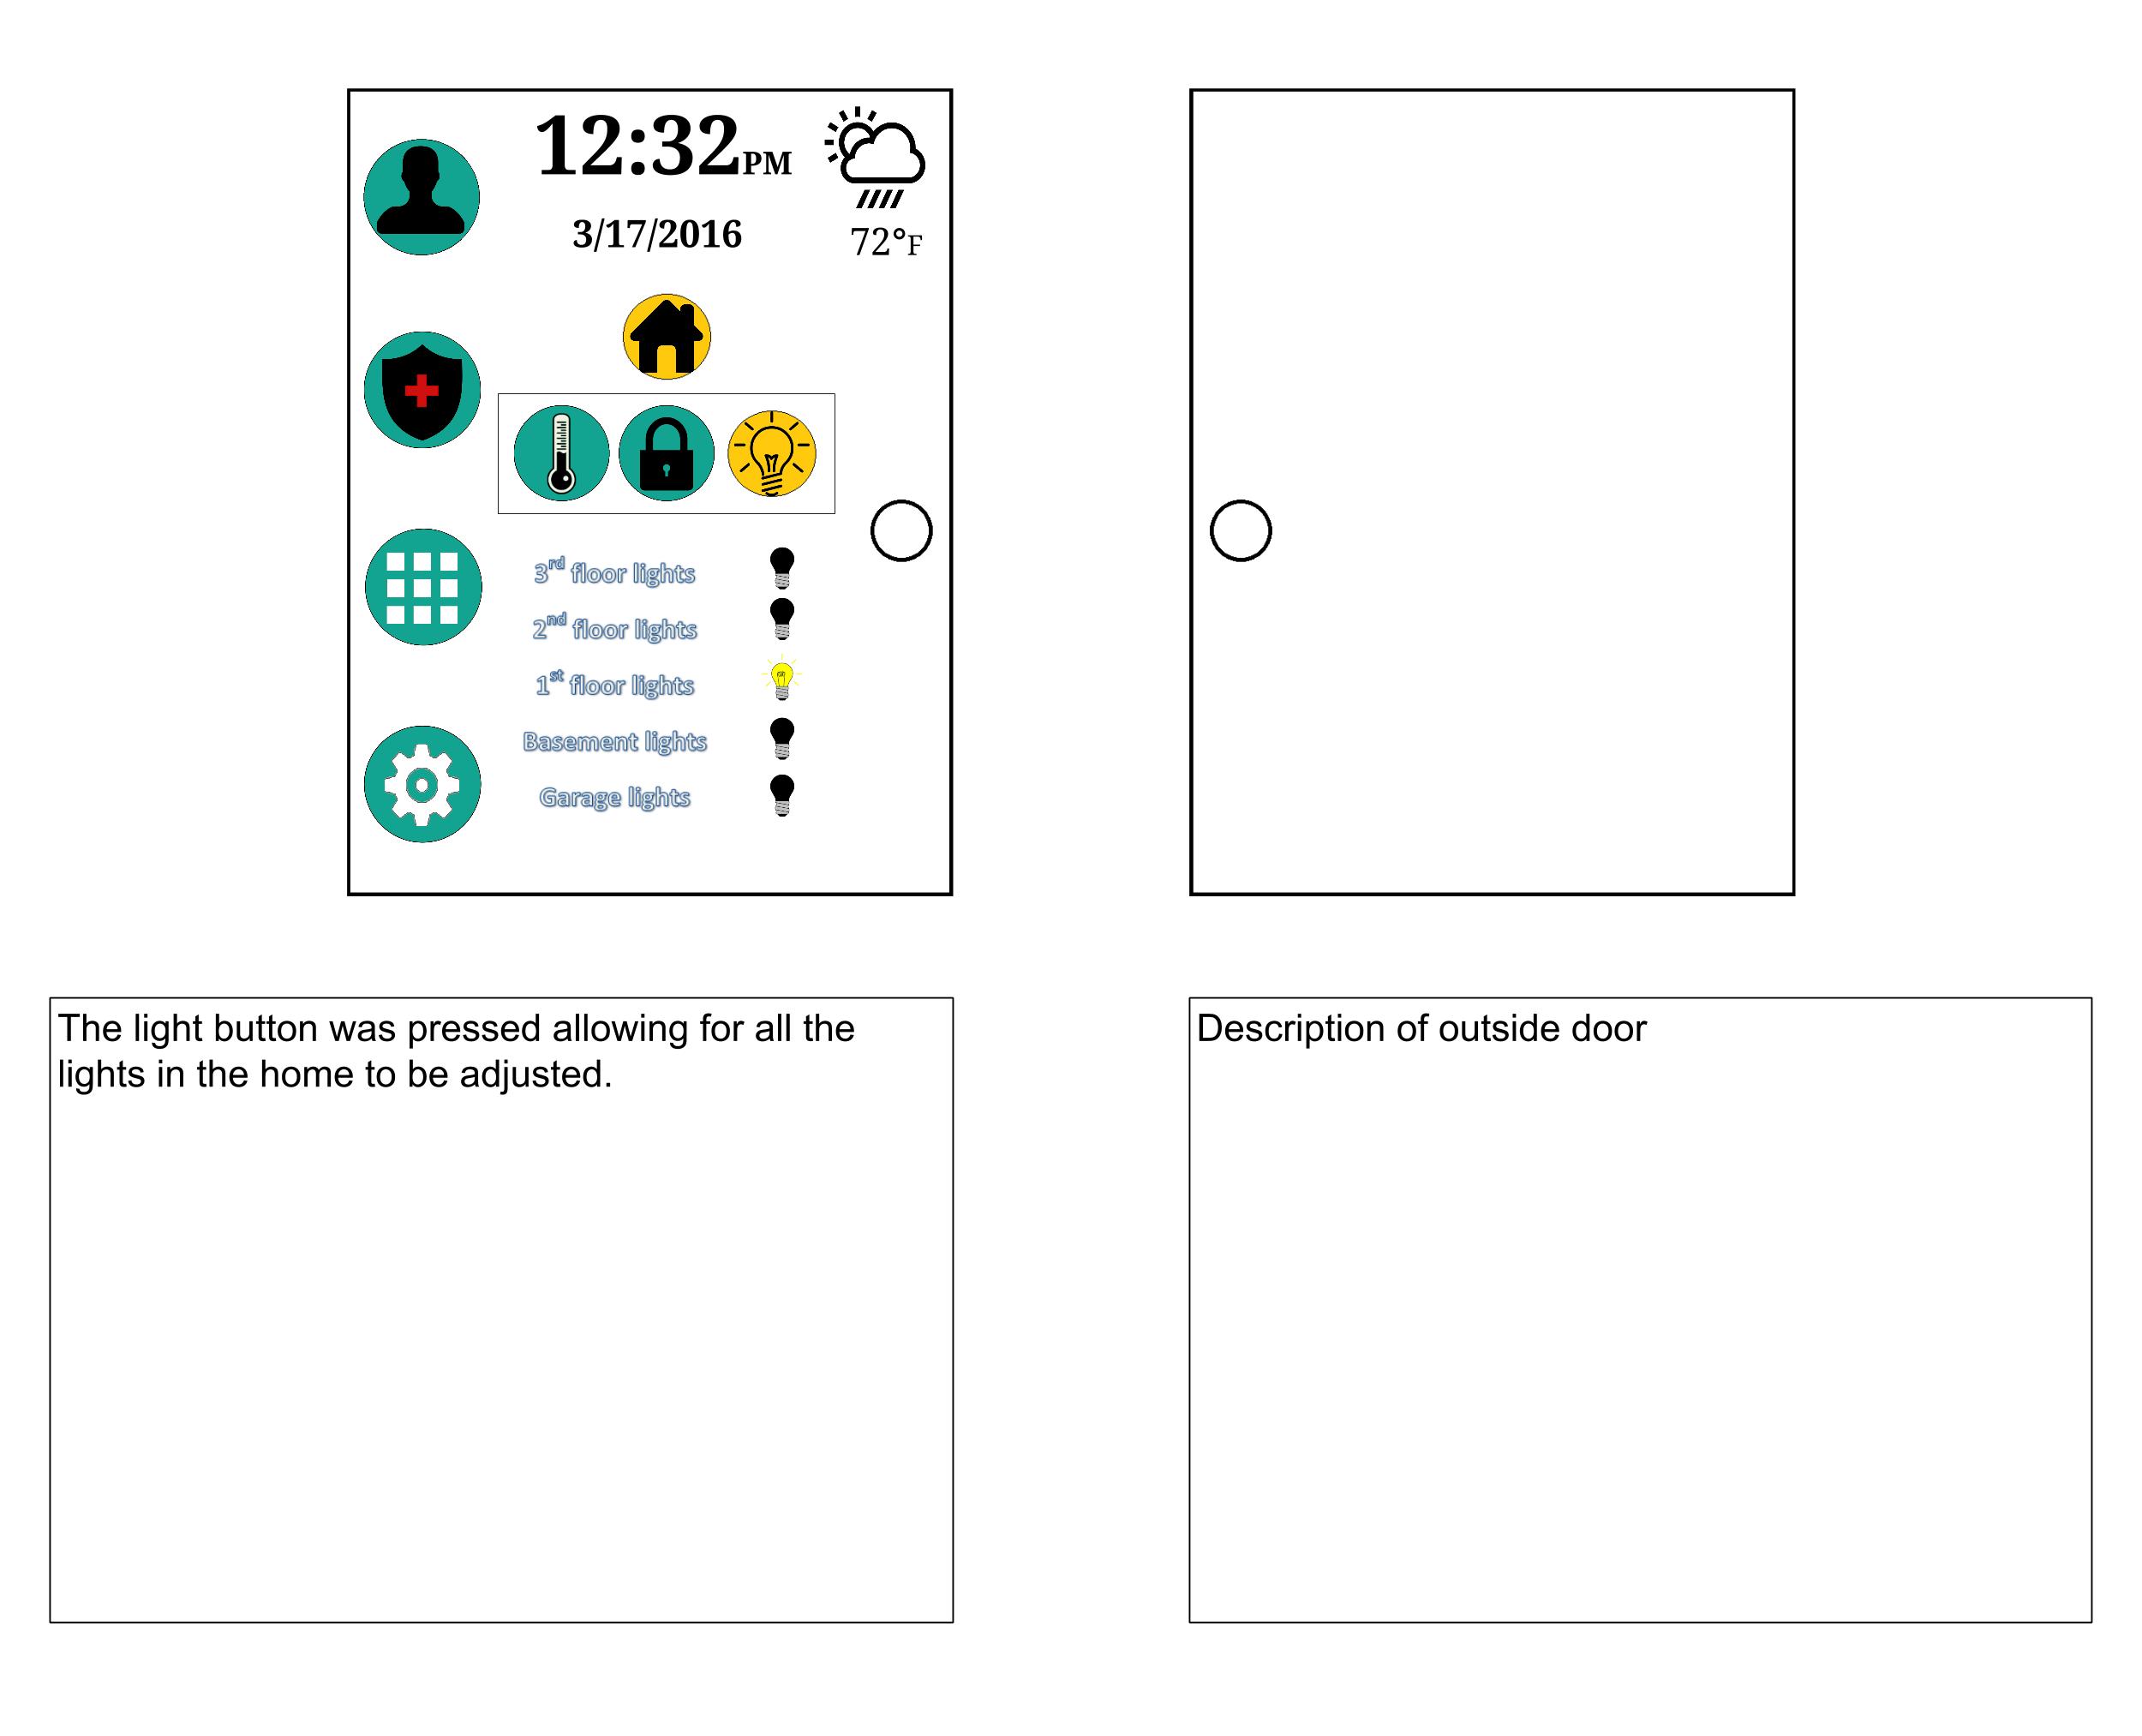 12:32PM
3/17/2016
72°F
3rd floor lights
2nd floor lights
1st floor lights
Basement lights
Garage lights
The light button was pressed allowing for all the
lights in the home to be adjusted.
Description of outside door